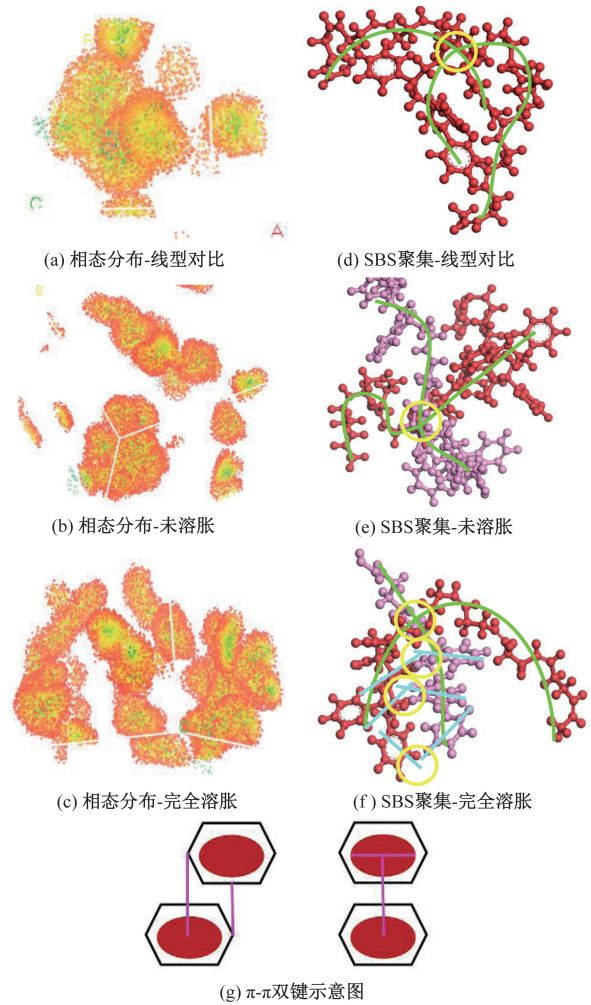 E
C
A
(a) 相态分布-线型对比
(d) SBS聚集-线型对比
B
(b) 相态分布-未溶胀
(e) SBS聚集-未溶胀
(c) 相态分布-完全溶胀
(f) SBS聚集-完全溶胀
(g) π-π双键示意图